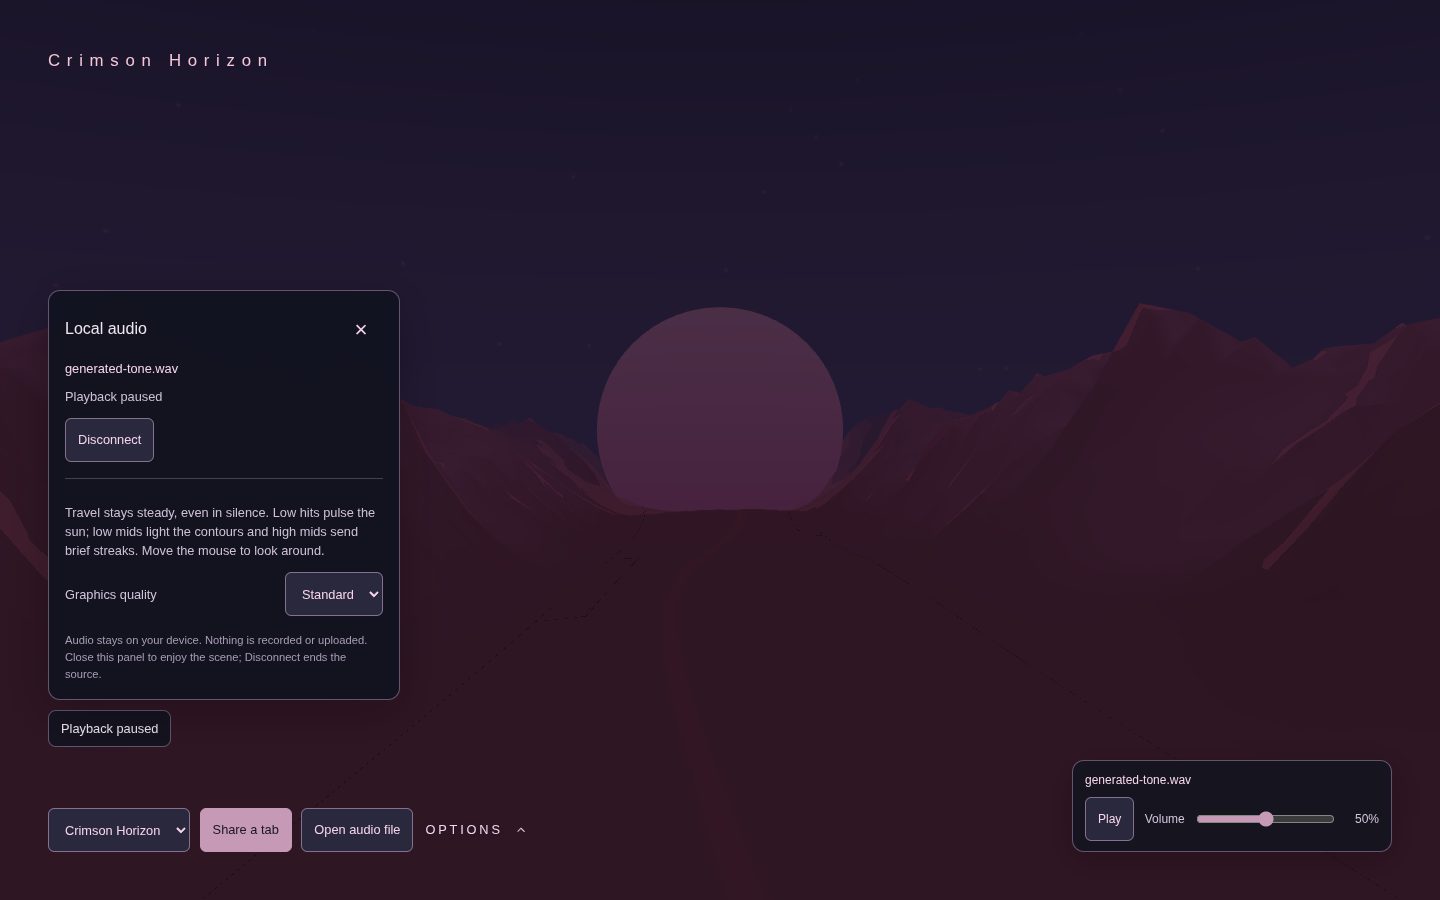 Crimson Horizon
Local audio
generated-tone.wav
Playback paused
Disconnect
Travel stays steady, even in silence. Low hits pulse the
sun; low mids light the contours and high mids send
brief streaks. Move the mouse to look around.
Graphics quality
Standard
Audio stays on your device. Nothing is recorded or uploaded.
Close this panel to enjoy the scene; Disconnect ends the
source.
Playback paused
Crimson Horizon
Share a tab
Open audio file
OPTIONS
generated-tone.wav
Play
Volume
50%